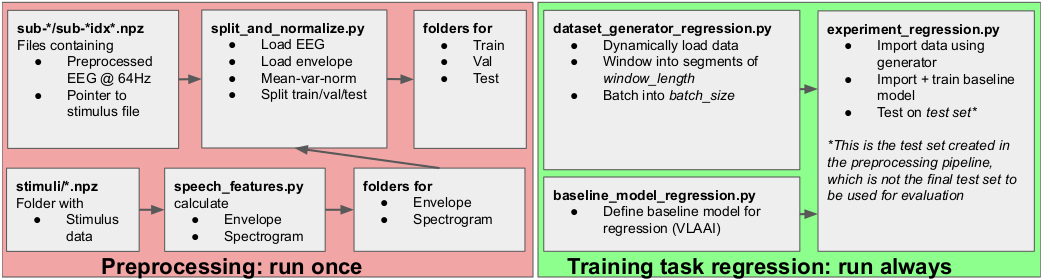 sub-*/sub-*idx*.npz
Files containing
● Preprocessed
EEG @ 64Hz
● Pointer to
stimulus file
split_and_normalize.py
● Load EEG
● Load envelope
● Mean-var-norm
● Split train/val/test
folders for
● Train
● Val
● Test
stimuli/*.npz
Folder with
● Stimulus
data
speech_features.py
calculate
● Envelope
● Spectrogram
folders for
● Envelope
● Spectrogram
Preprocessing: run once
dataset_generator_regression.py
● Dynamically load data
● Window into segments of
window_length
● Batch into batch_size
baseline_model_regression.py
● Define baseline model for
regression (VLAAI)
experiment_regression.py
● Import data using
generator
● Import + train baseline
model
● Test on test set*
*This is the test set created in
the preprocessing pipeline,
which is not the final test set to
be used for evaluation
Training task regression: run always